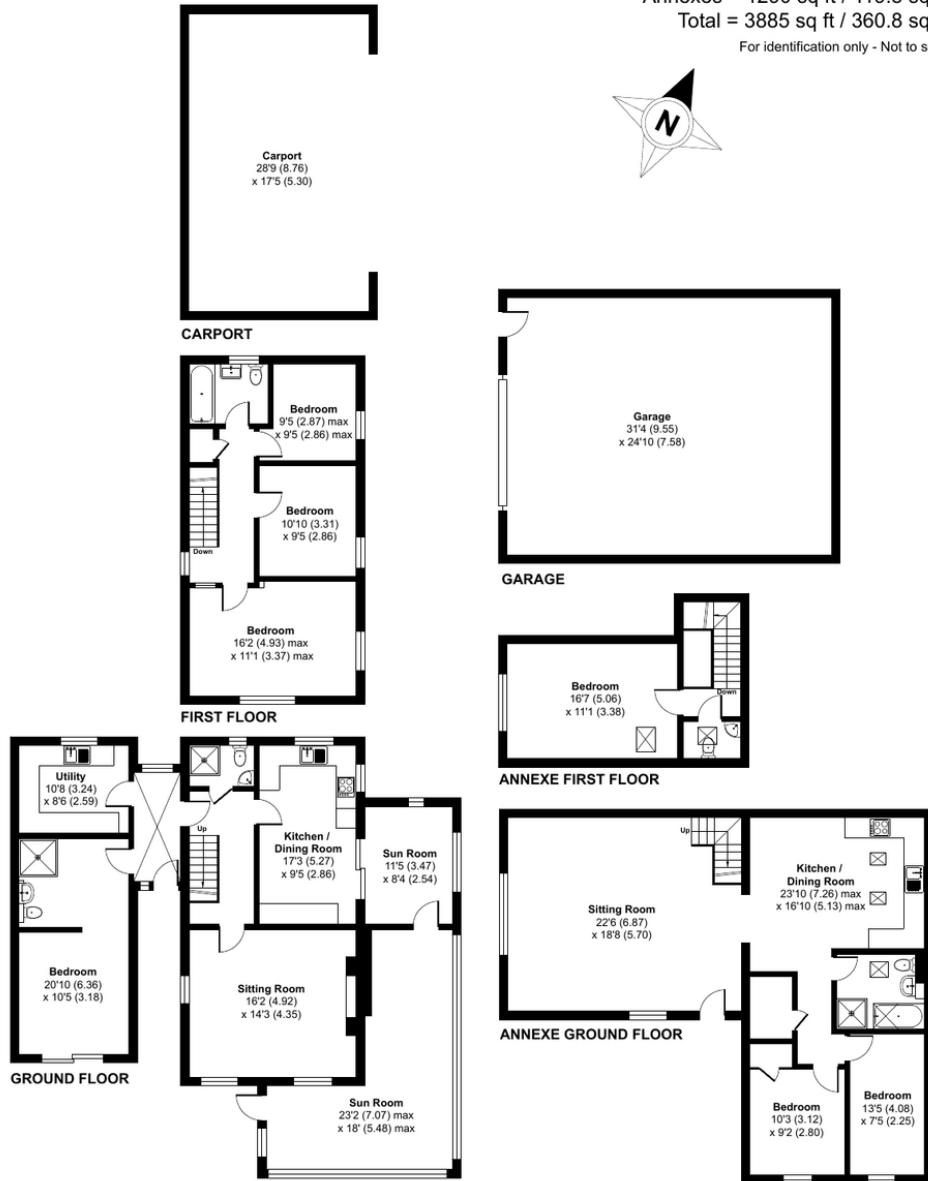 Total = 3885 sq ft / 360.8 sq
For identification only - Not to s
N
Carport
28'9 (8.76)
x 17'5 (5.30)
CARPORT
Garage
31'4 (9.55)
x 24'10 (7.58)
GARAGE
Bedroom
9'5 (2.87) max
x 9'5 (2.86) max
Bedroom
10'10 (3.31)
x 9'5 (2.86)
Down
Bedroom
16'2 (4.93) max
x 11'1 (3.37) max
FIRST FLOOR
Bedroom
16'7 (5.06)
x 11'1 (3.38)
Down
ANNEXE FIRST FLOOR
Utility
10'8 (3.24)
x 8'6 (2.59)
Up
Kitchen /
Dining Room
17'3 (5.27)
x 9'5 (2.86)
Sun Room
11'5 (3.47)
x 8'4 (2.54)
Bedroom
20'10 (6.36)
x 10'5 (3.18)
Sitting Room
16'2 (4.92)
x 14'3 (4.35)
GROUND FLOOR
Sun Room
23'2 (7.07) max
x 18' (5.48) max
Up
Sitting Room
22'6 (6.87)
x 18'8 (5.70)
Kitchen /
Dining Room
23'10 (7.26) max
x 16'10 (5.13) max
ANNEXE GROUND FLOOR
Bedroom
10'3 (3.12)
x 9'2 (2.80)
Bedroom
13'5 (4.08)
x 7'5 (2.25)